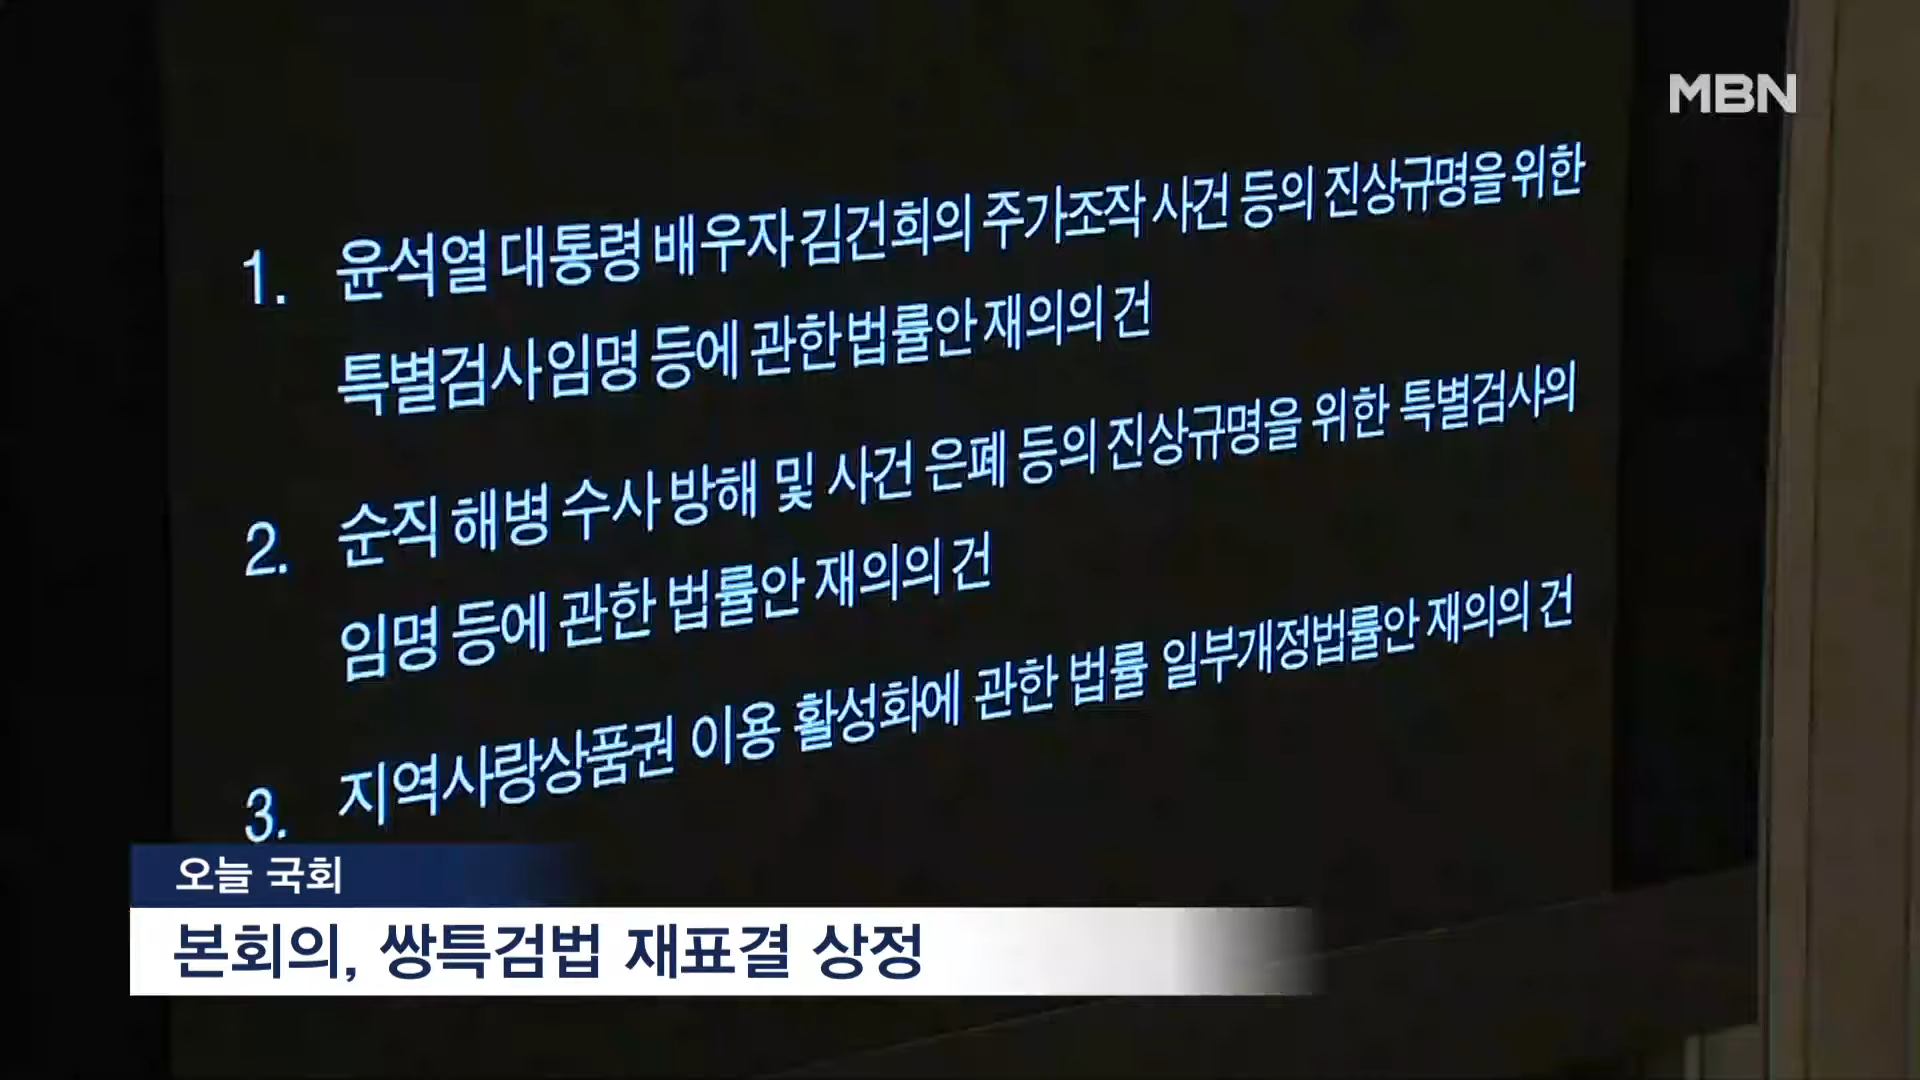 MBN
1. 윤석열 대통령 배우자 김건희의 주가조작 사건 등의 진상규명을 위한
특별검사 임명 등에 관한 법률안 재의의 건
2. 순직 해병 수사 방해 및 사건 은폐 등의 진상규명을 위한 특별검사의
임명 등에 관한 법률안 재의의 건
3. 지역사랑상품권 이용 활성화에 관한 법률 일부개정법률안 재의의 건
오늘 국회
본회의, 쌍특검법 재표결 상정